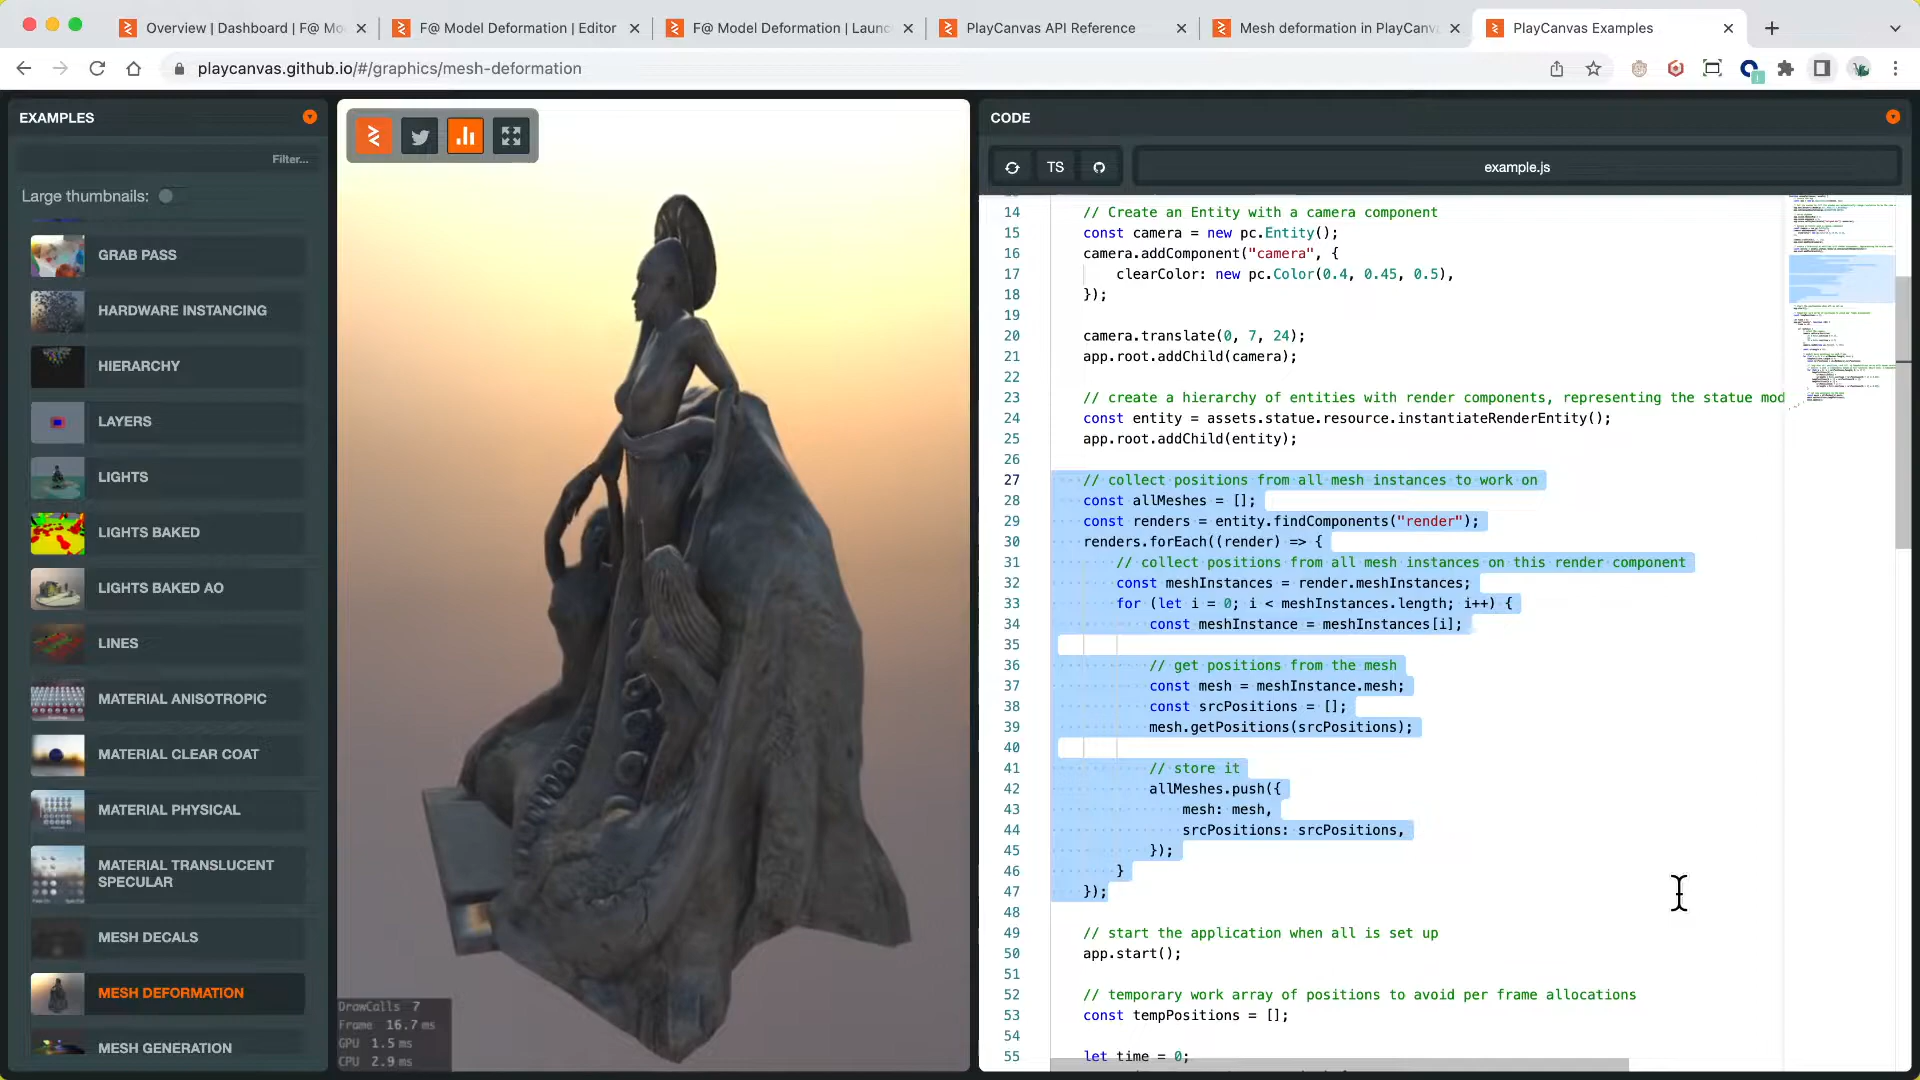 Overview | Dashboard | F@ Mo
F@ Model Deformation | Editor
F@ Model Deformation | Launc
PlayCanvas API Reference
Mesh deformation in PlayCanv
PlayCanvas Examples
playcanvas.github.io/#/graphics/mesh-deformation
EXAMPLES
Filter...
Large thumbnails:
GRAB PASS
HARDWARE INSTANCING
HIERARCHY
LAYERS
LIGHTS
LIGHTS BAKED
LIGHTS BAKED AO
LINES
MATERIAL ANISOTROPIC
MATERIAL CLEAR COAT
MATERIAL PHYSICAL
MATERIAL TRANSLUCENT
SPECULAR
MESH DECALS
MESH DEFORMATION
MESH GENERATION
DrawCalls 7
Frame 16.7 ms
GPU 1.5 ms
CPU 2.9 ms
CODE
TS
example.js
14 // Create an Entity with a camera component
15 const camera = new pc.Entity();
16 camera.addComponent("camera", {
17 clearColor: new pc.Color(0.4, 0.45, 0.5),
18 });
19
20 camera.translate(0, 7, 24);
21 app.root.addChild(camera);
22
23 // create a hierarchy of entities with render components, representing the statue mod
24 const entity = assets.statue.resource.instantiateRenderEntity();
25 app.root.addChild(entity);
26
27 // collect positions from all mesh instances to work on
28 const allMeshes = [];
29 const renders = entity.findComponents("render");
30 renders.forEach((render) => {
31 // collect positions from all mesh instances on this render component
32 const meshInstances = render.meshInstances;
33 for (let i = 0; i < meshInstances.length; i++) {
34 const meshInstance = meshInstances[i];
35
36 // get positions from the mesh
37 const mesh = meshInstance.mesh;
38 const srcPositions = [];
39 mesh.getPositions(srcPositions);
40
41 // store it
42 allMeshes.push({
43 mesh: mesh,
44 srcPositions: srcPositions,
45 });
46 }
47 });
48
49 // start the application when all is set up
50 app.start();
51
52 // temporary work array of positions to avoid per frame allocations
53 const tempPositions = [];
54
55 let time = 0;